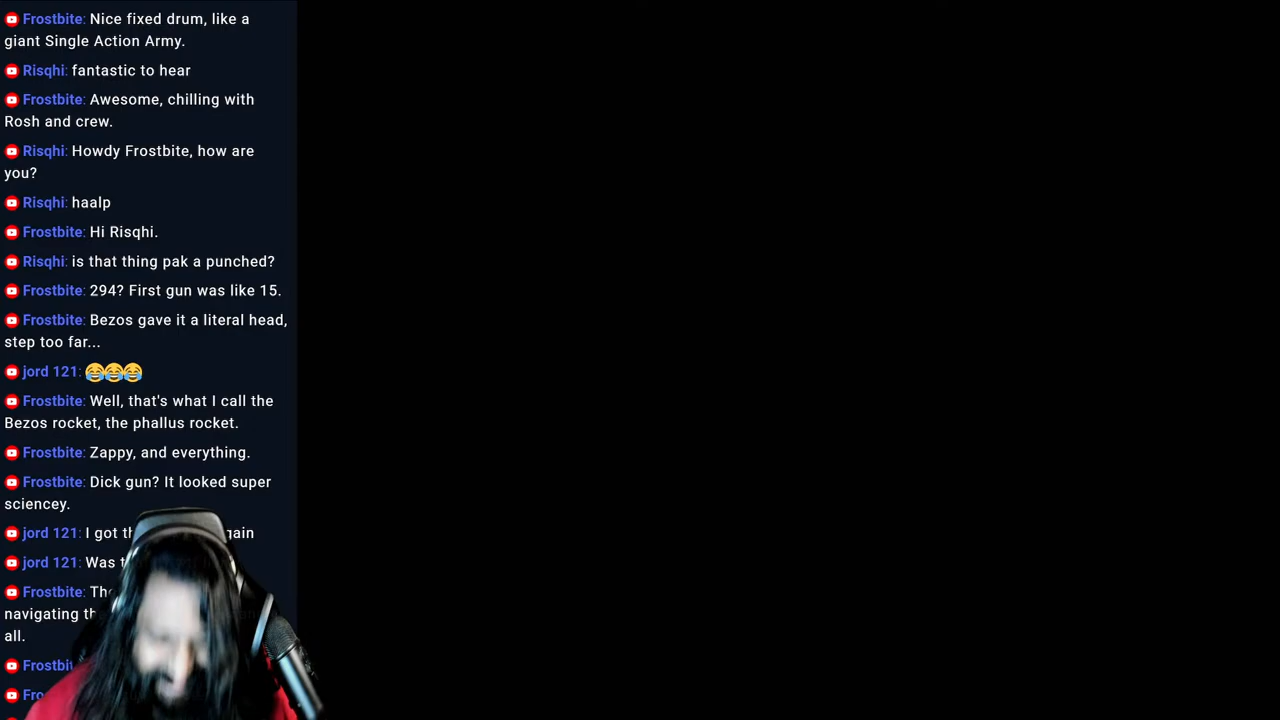 Frostbite: Nice fixed drum, like a
giant Single Action Army.
Risqhi: fantastic to hear
Frostbite: Awesome, chilling with
Rosh and crew.
Risqhi: Howdy Frostbite, how are
you?
Risqhi: haalp
Frostbite: Hi Risqhi.
Risqhi: is that thing pak a punched?
Frostbite: 294? First gun was like 15.
Frostbite: Bezos gave it a literal head,
step too far...
jord 121: 😂😂😂
Frostbite: Well, that's what I call the
Bezos rocket, the phallus rocket.
Frostbite: Zappy, and everything.
Frostbite: Dick gun? It looked super
sciencey.
jord 121: I got
jord 121: Was
Frostbite:
navigating
all.